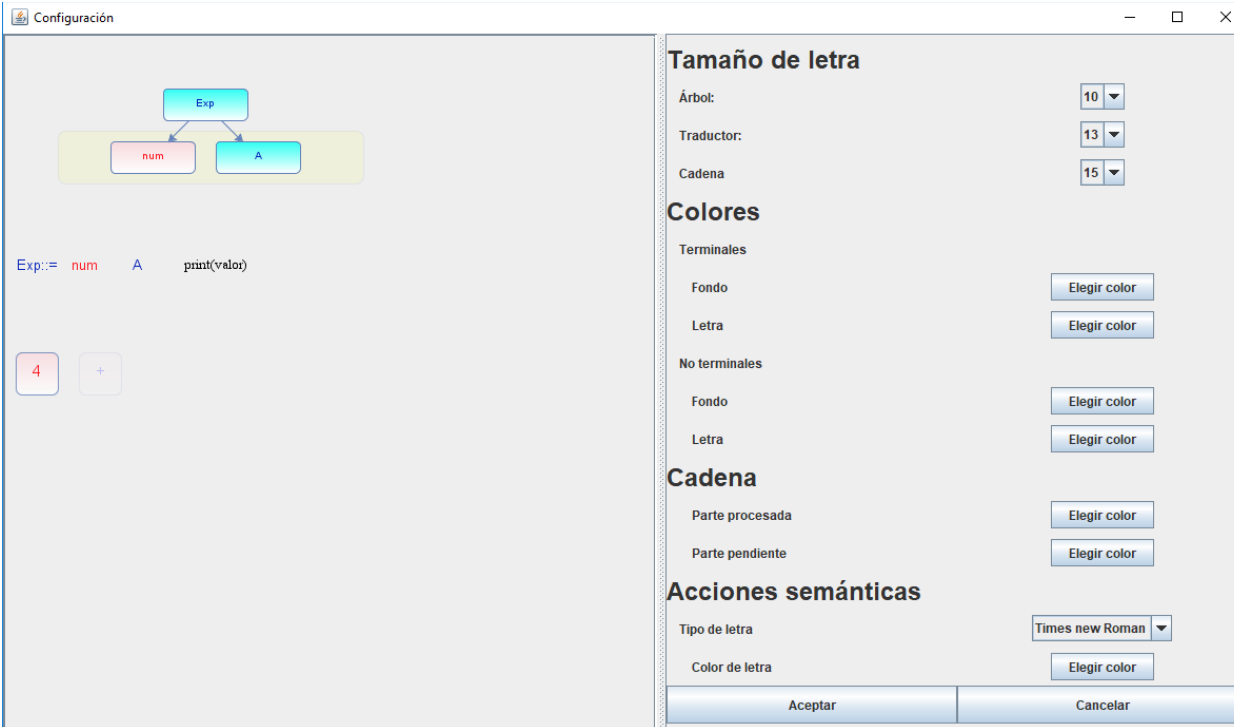 Configuración
Exp
num A
Exp::= num A print(valor)
4 +
Tamaño de letra
Árbol: 10
Traductor: 13
Cadena 15
Colores
Terminales
Fondo Elegir color
Letra Elegir color
No terminales
Fondo Elegir color
Letra Elegir color
Cadena
Parte procesada Elegir color
Parte pendiente Elegir color
Acciones semánticas
Tipo de letra Times new Roman
Color de letra Elegir color
Aceptar Cancelar